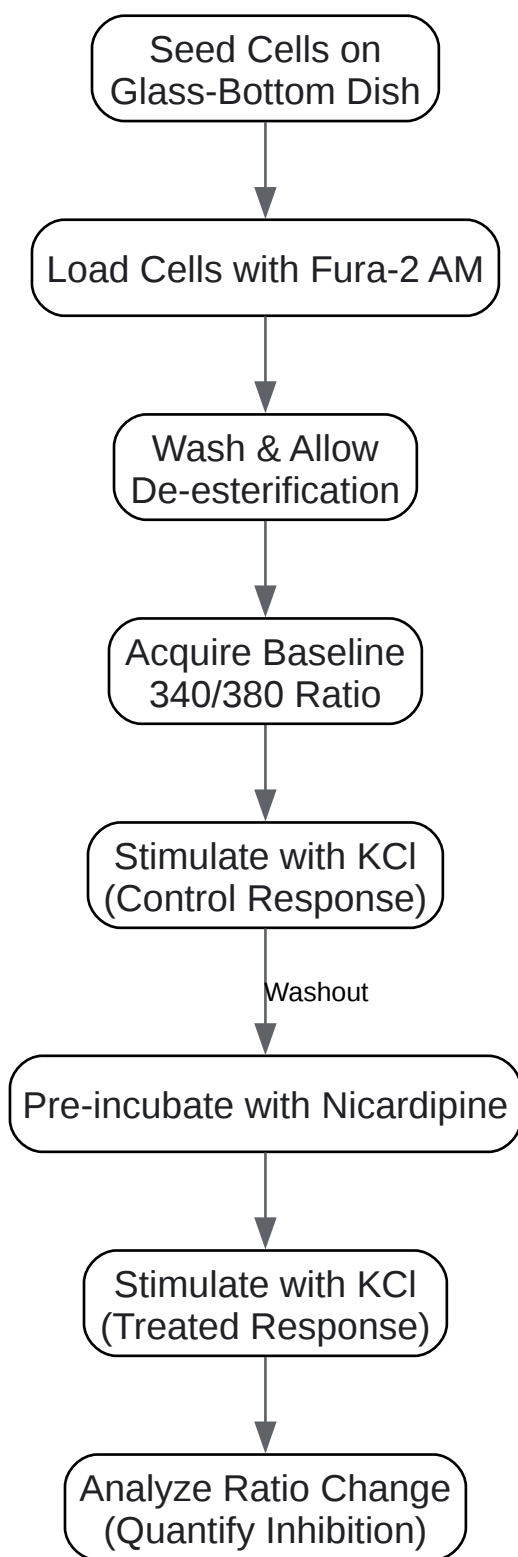 Seed Cells on
Glass-Bottom Dish
Load Cells with Fura-2 AM
Wash & Allow
De-esterification
Acquire Baseline
340/380 Ratio
Stimulate with KCl
(Control Response)
Washout
Pre-incubate with Nicardipine
Stimulate with KCl
(Treated Response)
Analyze Ratio Change
(Quantify Inhibition)